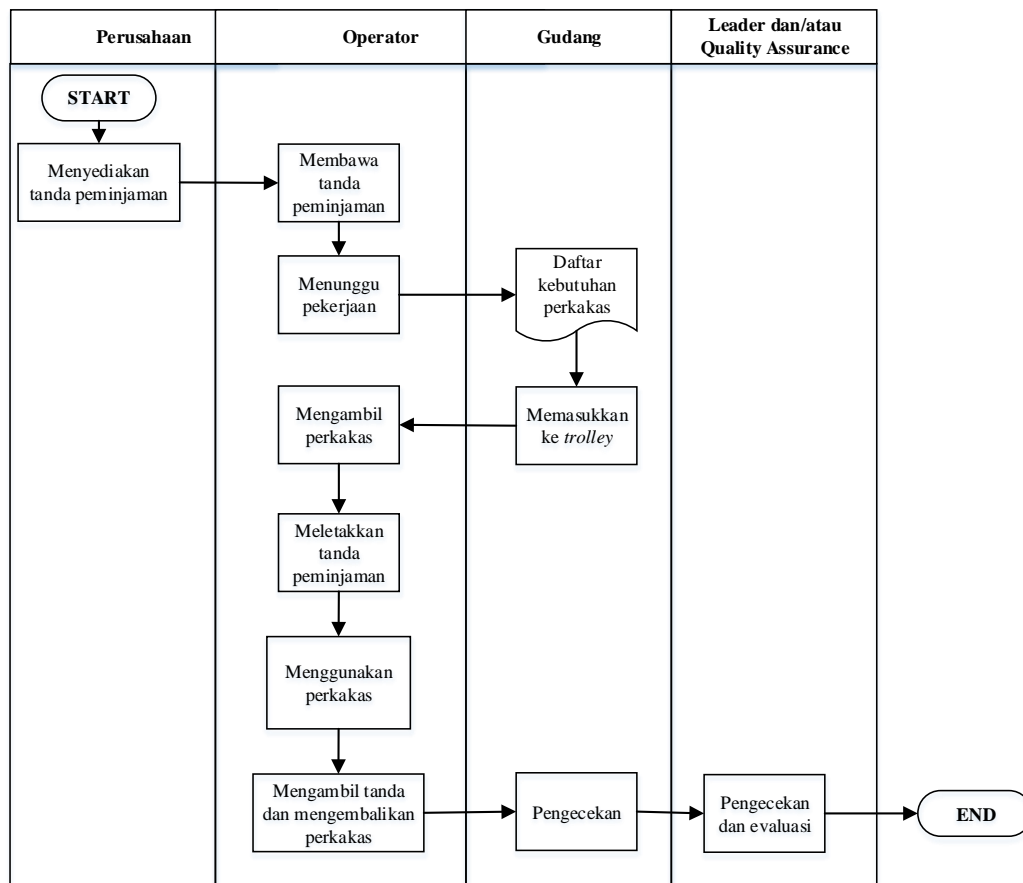 Perusahaan
Operator
Gudang
Leader dan/atau
Quality Assurance
START
Menyediakan
tanda peminjaman
Membawa
tanda
peminjaman
Menunggu
pekerjaan
Daftar
kebutuhan
perkakas
Memasukkan
ke trolley
Mengambil
perkakas
Meletakkan
tanda
peminjaman
Menggunakan
perkakas
Mengambil tanda
dan mengembalikan
perkakas
Pengecekan
Pengecekan
dan evaluasi
END